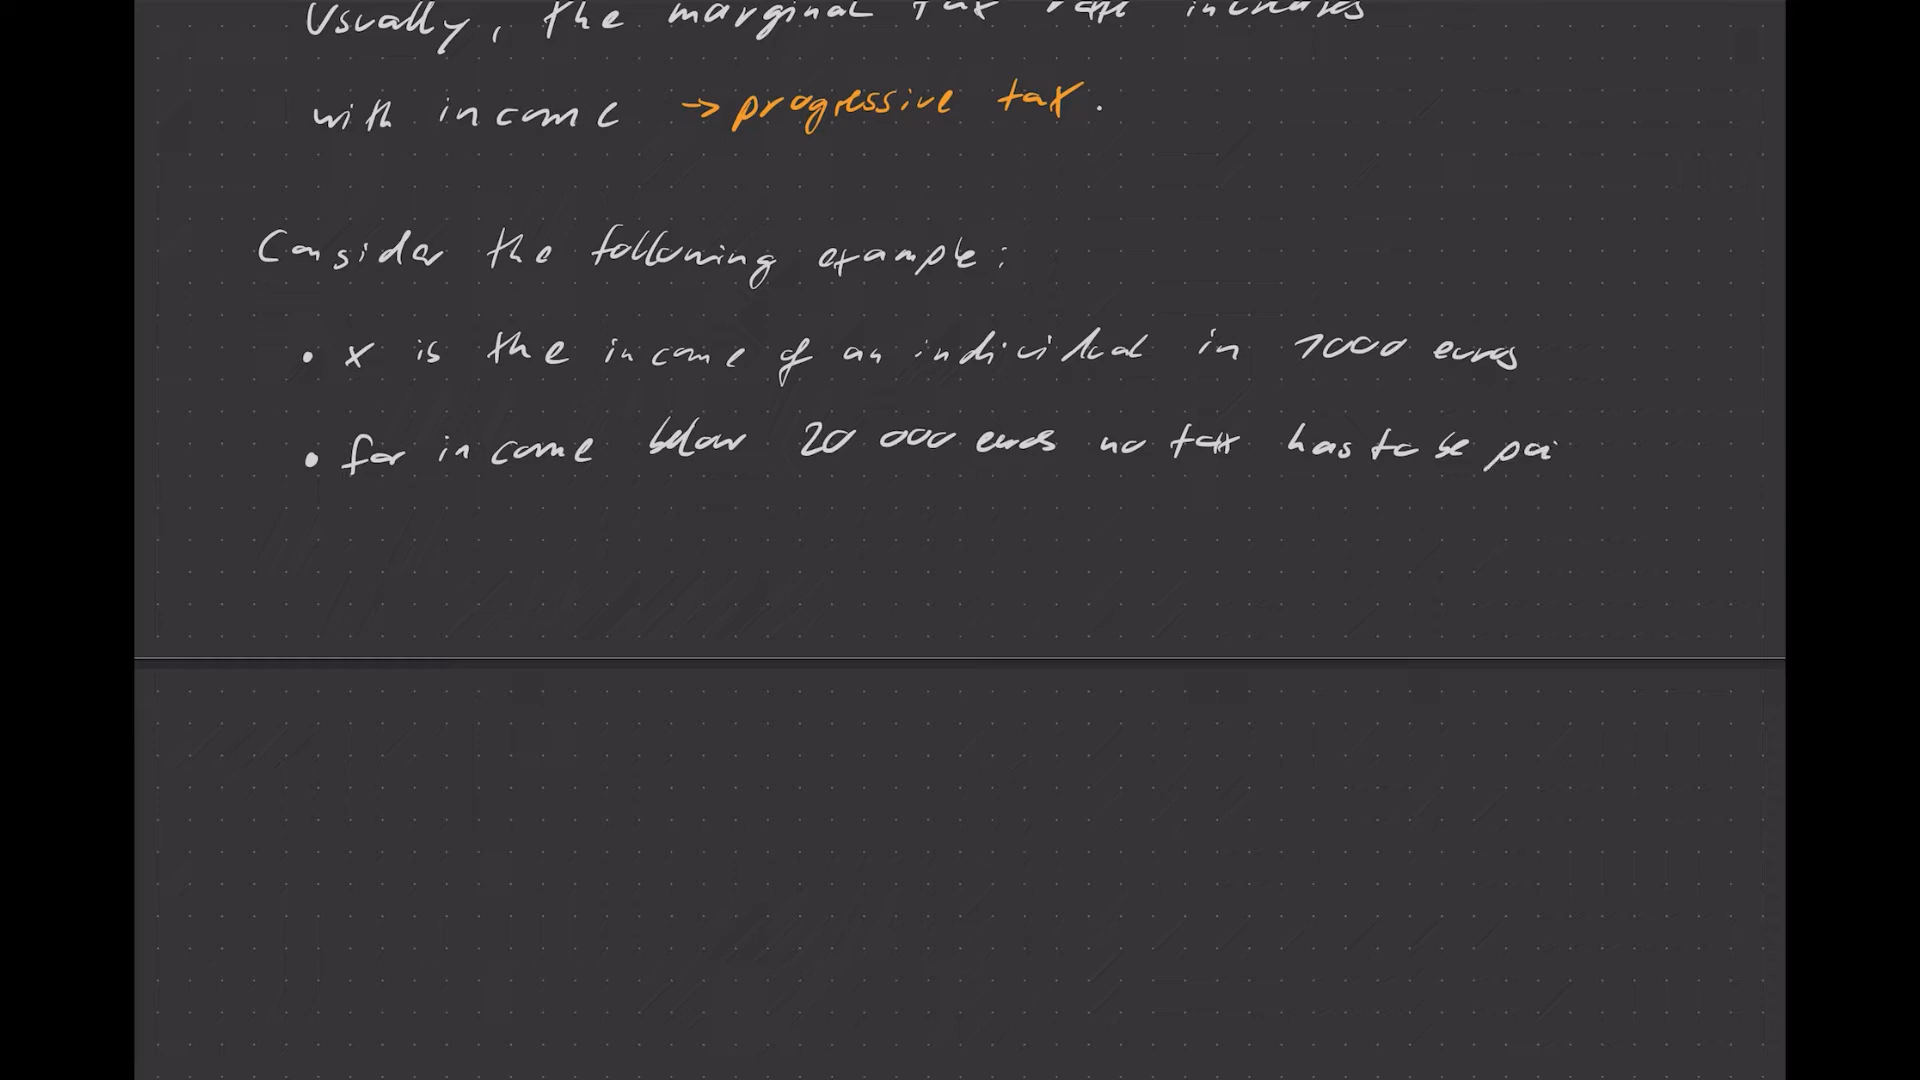 Usually, the marginal tax rate increases
with income → progressive tax.
Consider the following example:
• x is the income of an individual in 1000 euros
• for income below 20 000 euros no tax has to be pai